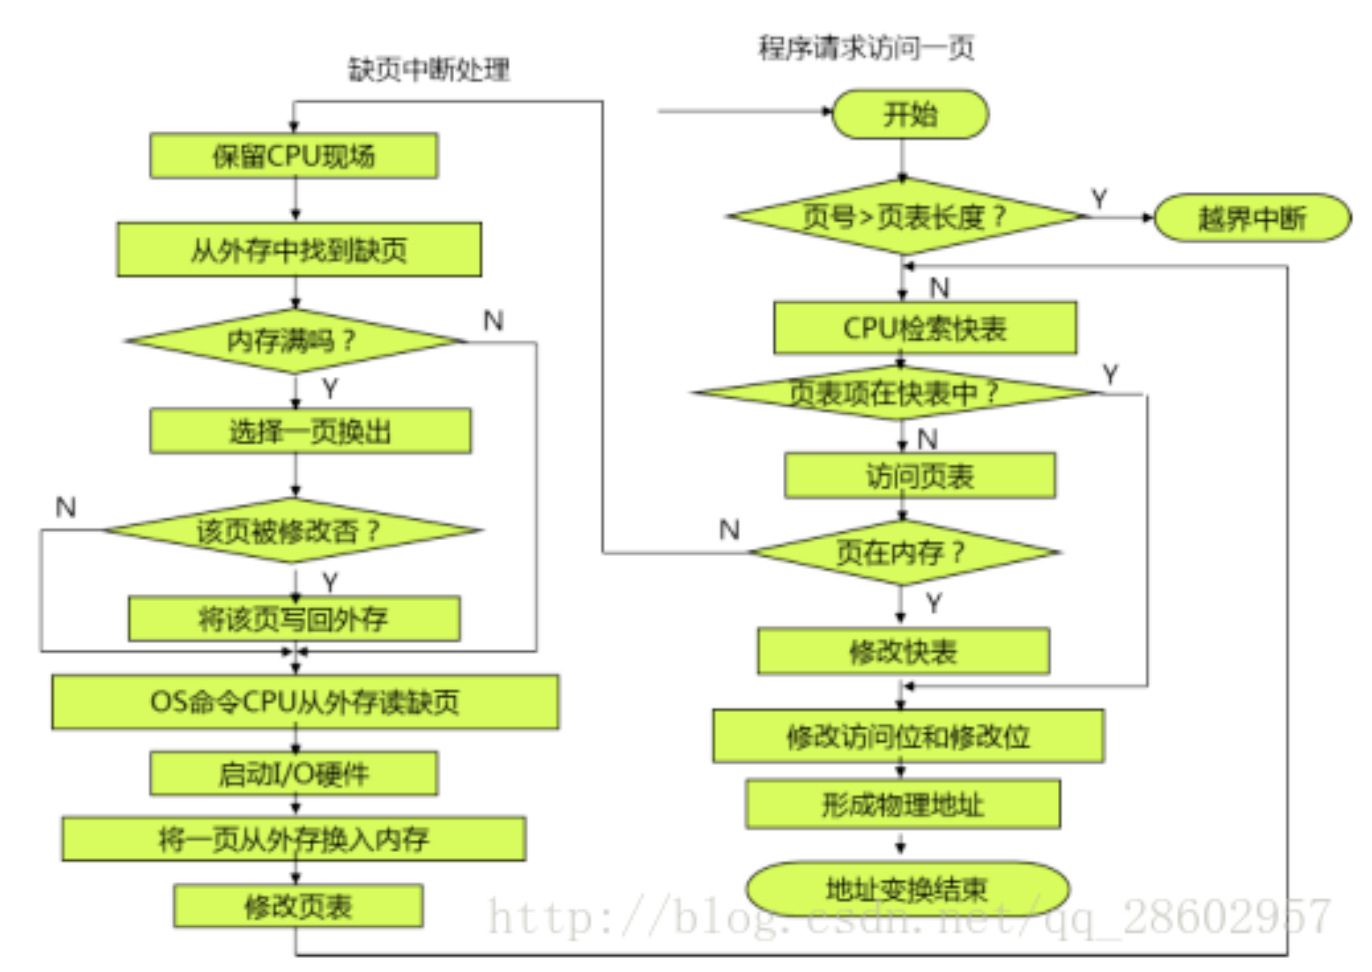 程序请求访问一页
缺页中断处理
开始
保留CPU现场
页号>页表长度？
Y
越界中断
从外存中找到缺页
N
CPU检索快表
内存满吗？
N
Y
页表项在快表中？
Y
选择一页换出
N
访问页表
N
该页被修改否？
Y
N
页在内存？
Y
将该页写回外存
修改快表
OS命令CPU从外存读缺页
修改访问位和修改位
启动I/O硬件
形成物理地址
将一页从外存换入内存
地址变换结束
修改页表
http://blog.csdn.net/qq_28602957